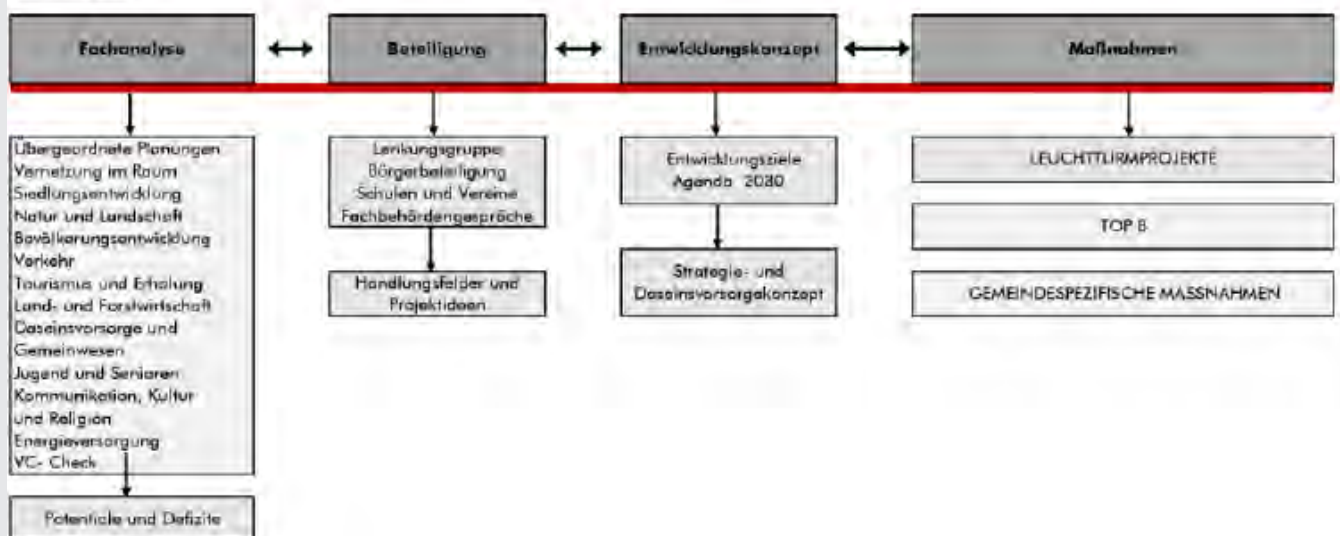 Fachanalyse
Beteiligung
Entwicklungskonzept
Maßnahmen
Übergeordnete Planungen
Vernetzung im Raum
Siedlungsentwicklung
Natur und Landschaft
Bevölkerungsentwicklung
Verkehr
Tourismus und Erholung
Land- und Forstwirtschaft
Daseinsvorsorge und
Gemeinwesen
Jugend und Senioren
Kommunikation, Kultur
und Religion
Energieversorgung
VC- Check
Potentiale und Defizite
Lenkungsgruppe
Bürgerbeteiligung
Schulen und Vereine
Fachbehördengespräche
Handlungsfelder und
Projektideen
Entwicklungsziele
Agenda 2030
Strategie- und
Daseinsvorsorgekonzept
LEUCHTTURMPROJEKTE
TOP 8
GEMEINDESPEZIFISCHE MASSNAHMEN